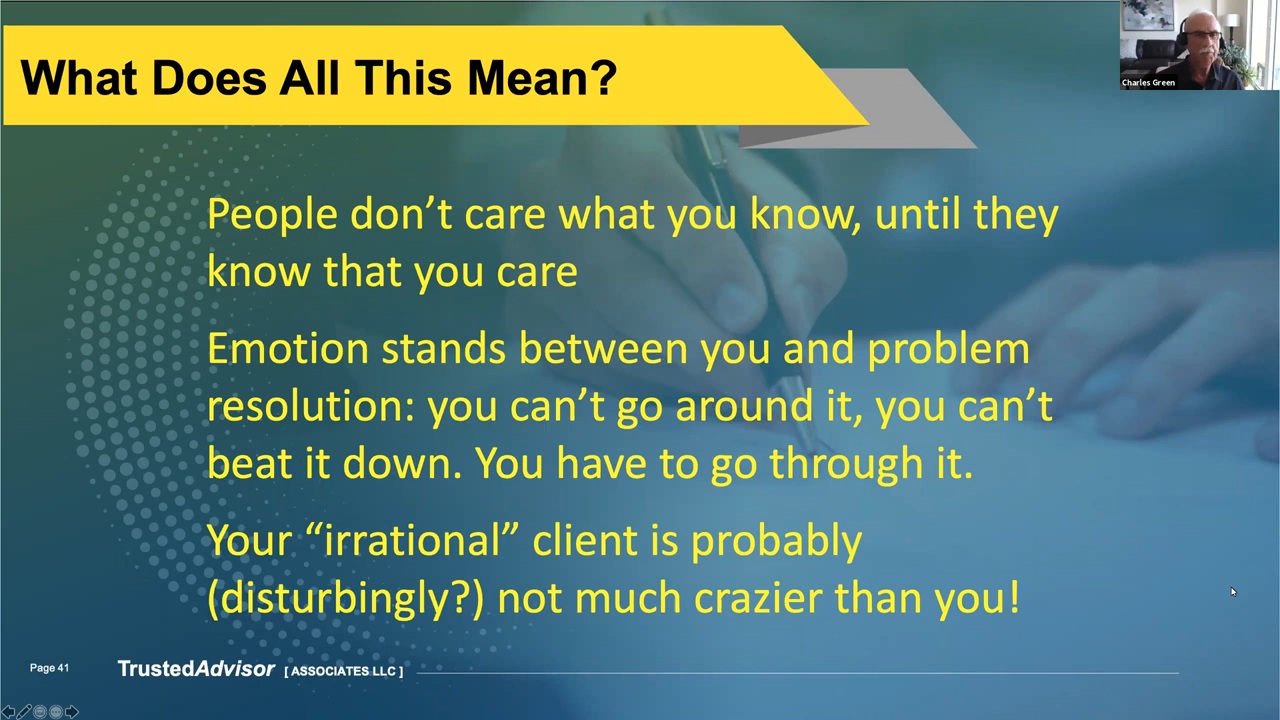 What Does All This Mean?
Charles Green
People don’t care what you know, until they
know that you care
Emotion stands between you and problem
resolution: you can’t go around it, you can’t
beat it down. You have to go through it.
Your “irrational” client is probably
(disturbingly?) not much crazier than you!
Page 41
TrustedAdvisor [ ASSOCIATES LLC ]